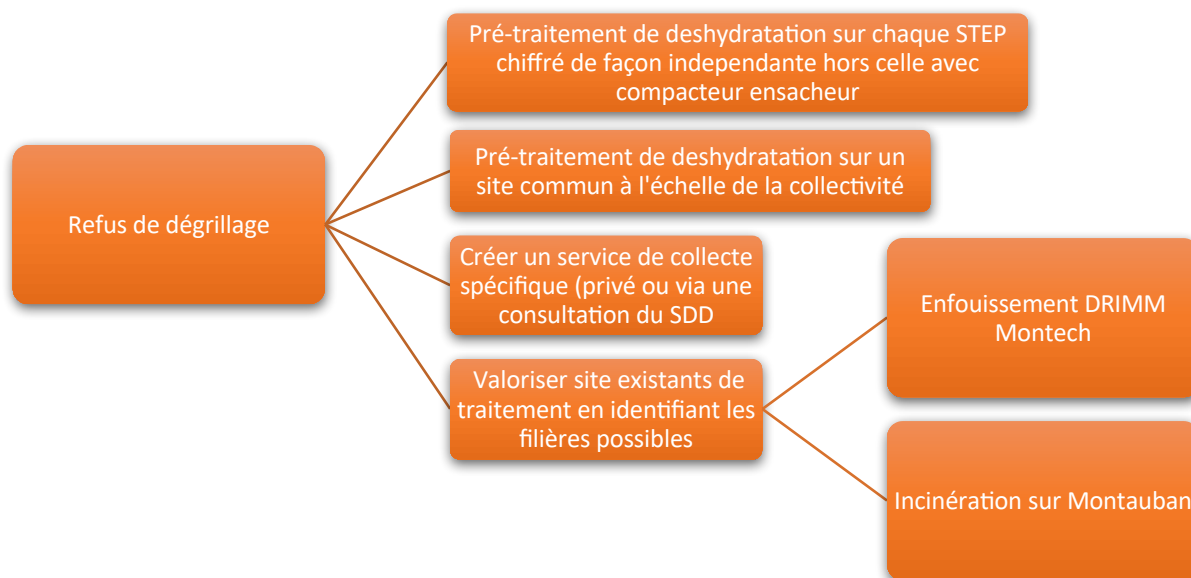 Pré-traitement de deshydratation sur chaque STEP
chiffré de façon independante hors celle avec
compacteur ensacheur
Pré-traitement de deshydratation sur un
site commun à l'échelle de la collectivité
Refus de dégrillage
Créer un service de collecte
spécifique (privé ou via une
consultation du SDD
Valoriser site existants de
traitement en identifiant les
filières possibles
Enfouissement DRIMM
Montech
Incinération sur Montauban